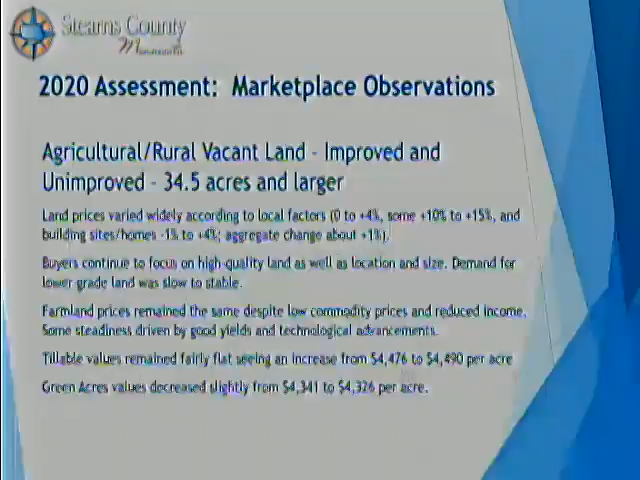 Stearns County
Minnesota
2020 Assessment: Marketplace Observations
Agricultural/Rural Vacant Land - Improved and
Unimproved - 34.5 acres and larger
Land prices varied widely according to local factors (0 to +4%, some +10% to +15%, and
building sites/homes -1% to +4%; aggregate change about +1%).
Buyers continue to focus on high-quality land as well as location and size. Demand for
lower grade land was slow to stable.
Farmland prices remained the same despite low commodity prices and reduced income.
Some steadiness driven by good yields and technological advancements.
Tillable values remained fairly flat seeing an increase from $4,476 to $4,490 per acre
Green Acres values decreased slightly from $4,341 to $4,326 per acre.